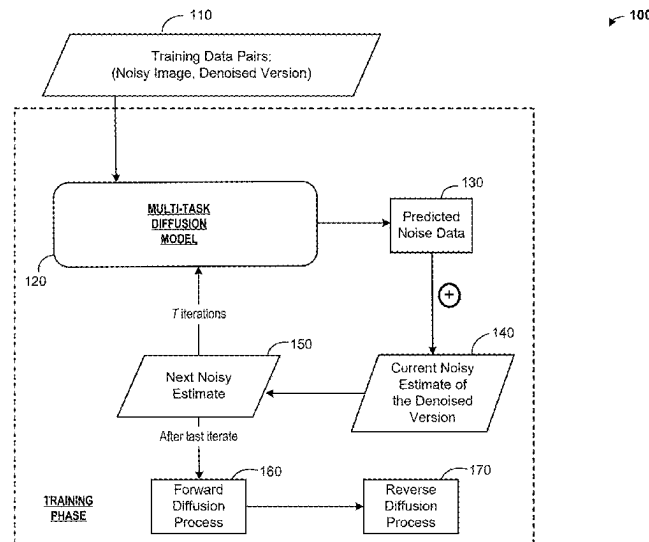 100
110
Training Data Pairs:
(Noisy Image, Denoised Version)
MULTI-TASK
DIFFUSION
MODEL
120
130
Predicted
Noise Data
+
T iterations
140
Current Noisy
Estimate of
the Denoised
Version
150
Next Noisy
Estimate
After last iterate
160
Forward
Diffusion
Process
170
Reverse
Diffusion
Process
TRAINING
PHASE